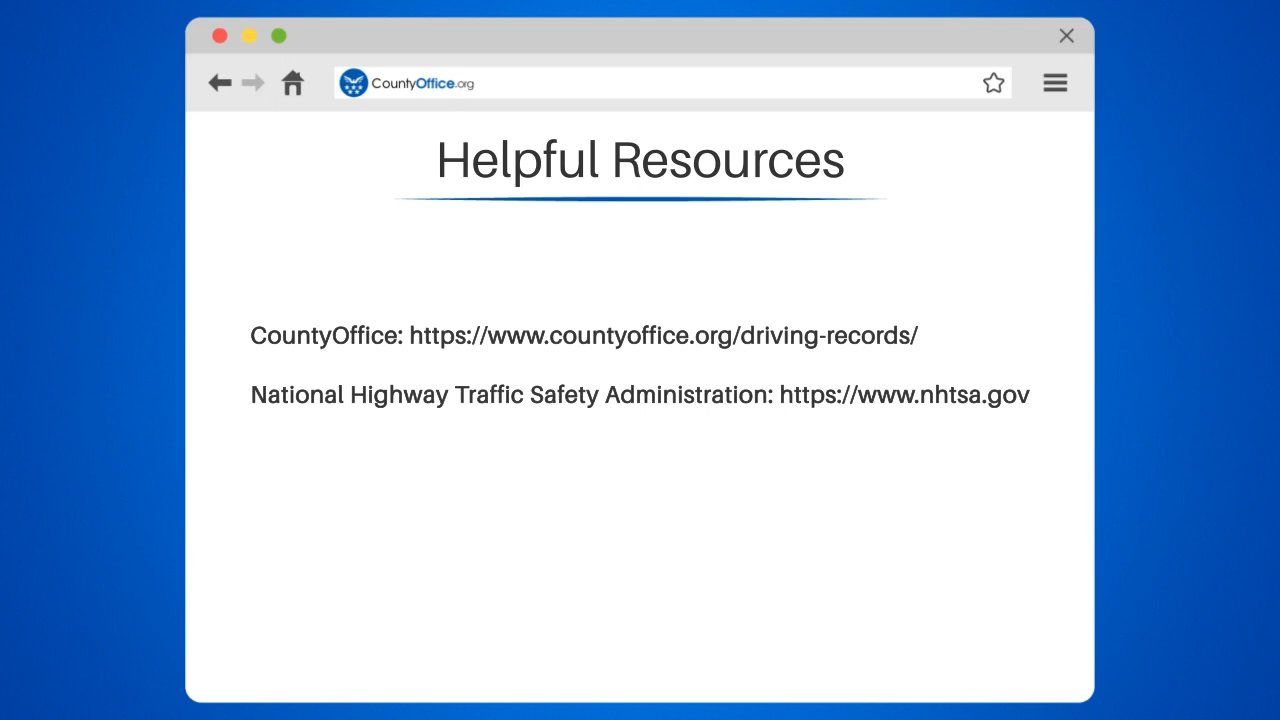 CountyOffice.org
Helpful Resources
CountyOffice: https://www.countyoffice.org/driving-records/
National Highway Traffic Safety Administration: https://www.nhtsa.gov